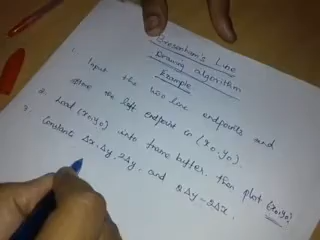 Bresenham's Line
Drawing algorithm
Example
1. Input the two line endpoints and
store the left endpoint in (x0, y0).
2. Load (x0, y0) into frame buffer, then plot (x0, y0)
3. Constants Δx, Δy, 2Δy, and 2Δy-2Δx.